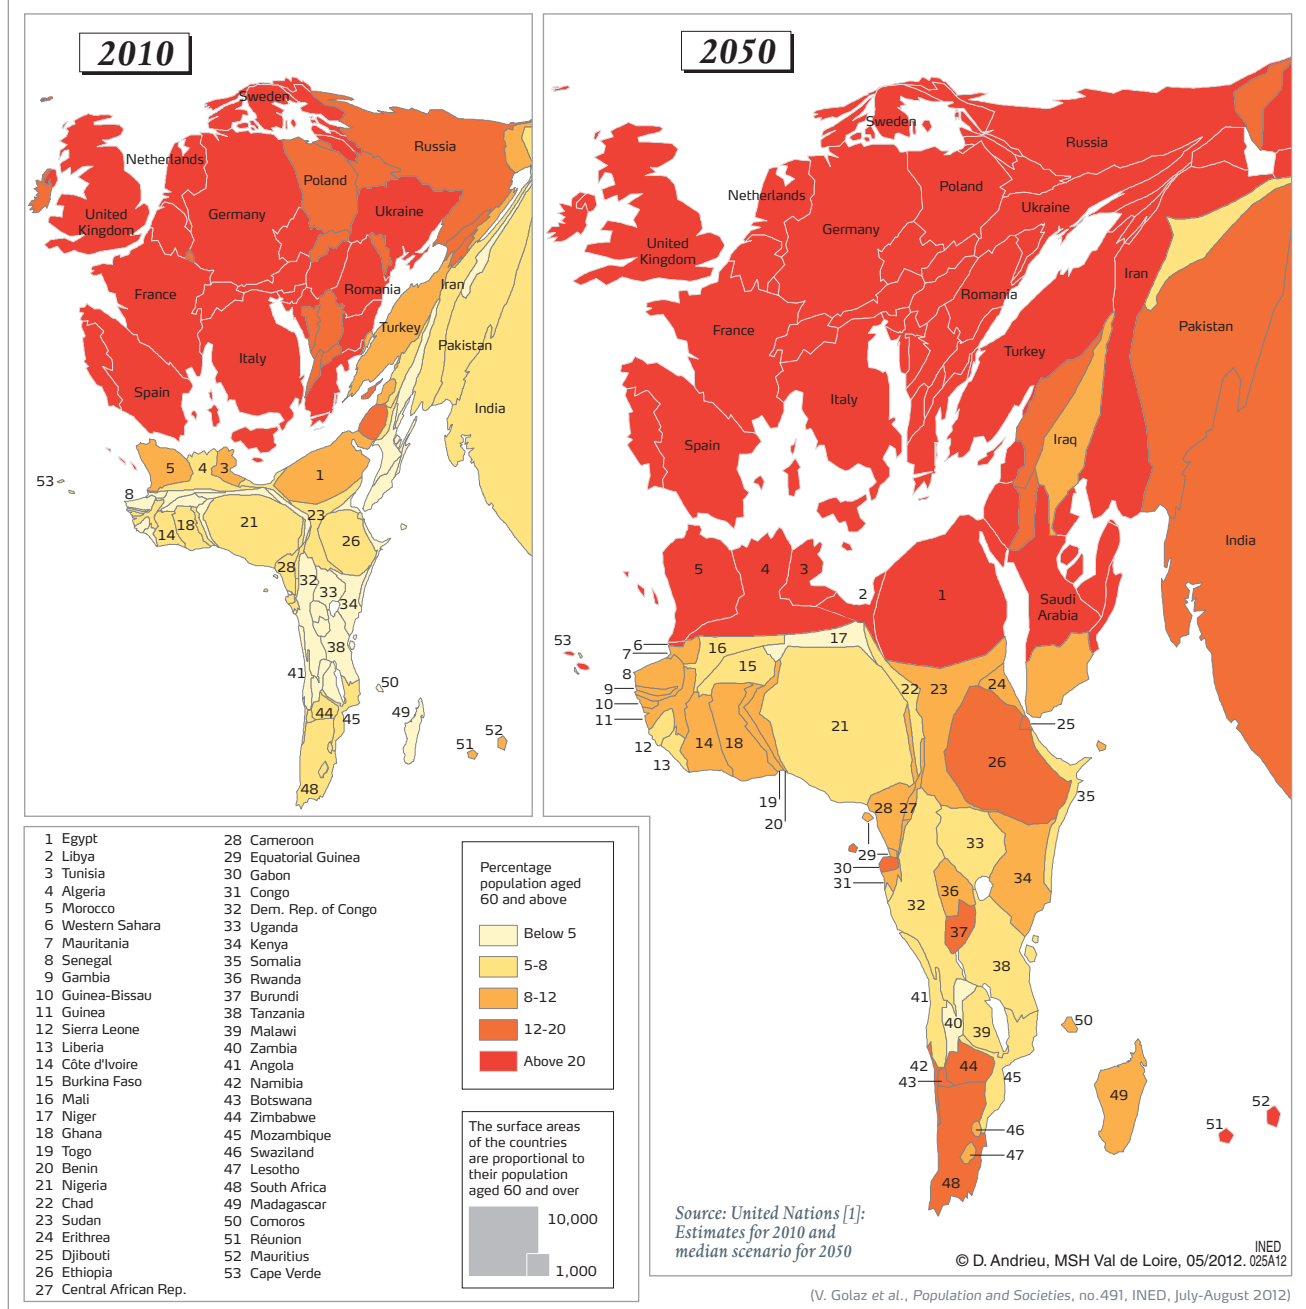 2010
Sweden
Netherlands
Russia
Poland
United
Kingdom
Germany
Ukraine
France
Romania
Iran
Turkey
Italy
Pakistan
Spain
India
5
4
3
1
53
8
14
18
21
23
26
28
32
33
34
38
41
50
44
45
49
51
52
48
2050
Sweden
Russia
Netherlands
Poland
Ukraine
Germany
United
Kingdom
Iran
Romania
France
Pakistan
Turkey
Italy
Iraq
Spain
India
Saudi
Arabia
5
4
3
2
1
53
6
7
8
9
10
11
12
13
16
15
17
14
18
19
20
21
22
23
24
25
26
35
28
27
29
30
31
33
34
36
32
37
38
41
40
39
50
42
43
44
45
49
46
47
48
51
52
1 Egypt
2 Libya
3 Tunisia
4 Algeria
5 Morocco
6 Western Sahara
7 Mauritania
8 Senegal
9 Gambia
10 Guinea-Bissau
11 Guinea
12 Sierra Leone
13 Liberia
14 Côte d'Ivoire
15 Burkina Faso
16 Mali
17 Niger
18 Ghana
19 Togo
20 Benin
21 Nigeria
22 Chad
23 Sudan
24 Erithrea
25 Djibouti
26 Ethiopia
27 Central African Rep.
28 Cameroon
29 Equatorial Guinea
30 Gabon
31 Congo
32 Dem. Rep. of Congo
33 Uganda
34 Kenya
35 Somalia
36 Rwanda
37 Burundi
38 Tanzania
39 Malawi
40 Zambia
41 Angola
42 Namibia
43 Botswana
44 Zimbabwe
45 Mozambique
46 Swaziland
47 Lesotho
48 South Africa
49 Madagascar
50 Comoros
51 Réunion
52 Mauritius
53 Cape Verde
Percentage
population aged
60 and above
Below 5
5-8
8-12
12-20
Above 20
The surface areas
of the countries
are proportional to
their population
aged 60 and over
10,000
1,000
Source: United Nations [1]:
Estimates for 2010 and
median scenario for 2050
INED
© D. Andrieu, MSH Val de Loire, 05/2012. 025A12
(V. Golaz et al., Population and Societies, no.491, INED, July-August 2012)